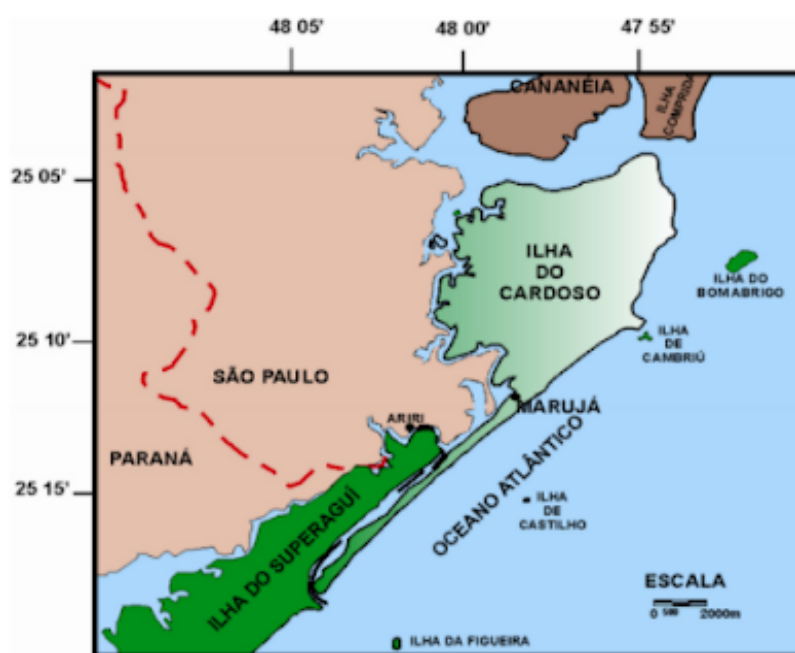 48 05' 48 00' 47 55'
CANANÉIA
ILHA
COMPRIDA
25 05'
ILHA
DO
CARDOSO
ILHA DO
BOMABRIGO
25 10'
ILHA
DE
CAMBRIÚ
SÃO PAULO
MARUJÁ
ARIRI
PARANÁ
25 15'
OCEANO ATLÂNTICO
ILHA
DE
CASTILHO
ILHA DO SUPERAGUÍ
ESCALA
0 500 2000m
ILHA DA FIGUEIRA